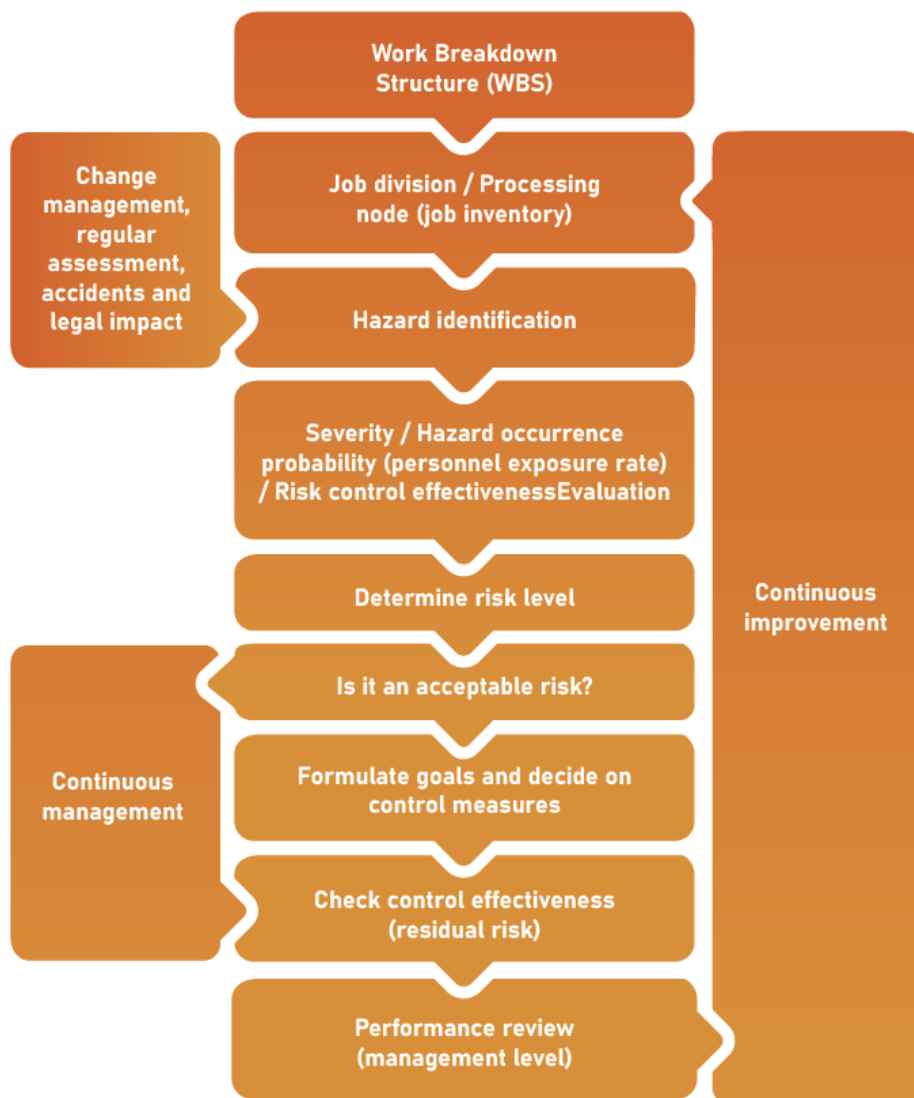 Work Breakdown
Structure (WBS)
Change
management,
regular
assessment,
accidents and
legal impact
Job division / Processing
node (job inventory)
Hazard identification
Severity / Hazard occurrence
probability (personnel exposure rate)
/ Risk control effectivenessEvaluation
Determine risk level
Continuous
improvement
Is it an acceptable risk?
Continuous
management
Formulate goals and decide on
control measures
Check control effectiveness
(residual risk)
Performance review
(management level)